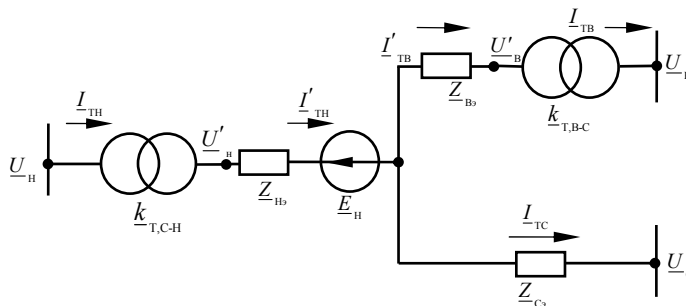 I′ТВ
U′В
IТВ
U
ZВэ
kТ,В-С
IТН
U′н
I′ТН
UН
ZНэ
EН
kТ,С-Н
IТС
U
ZСэ